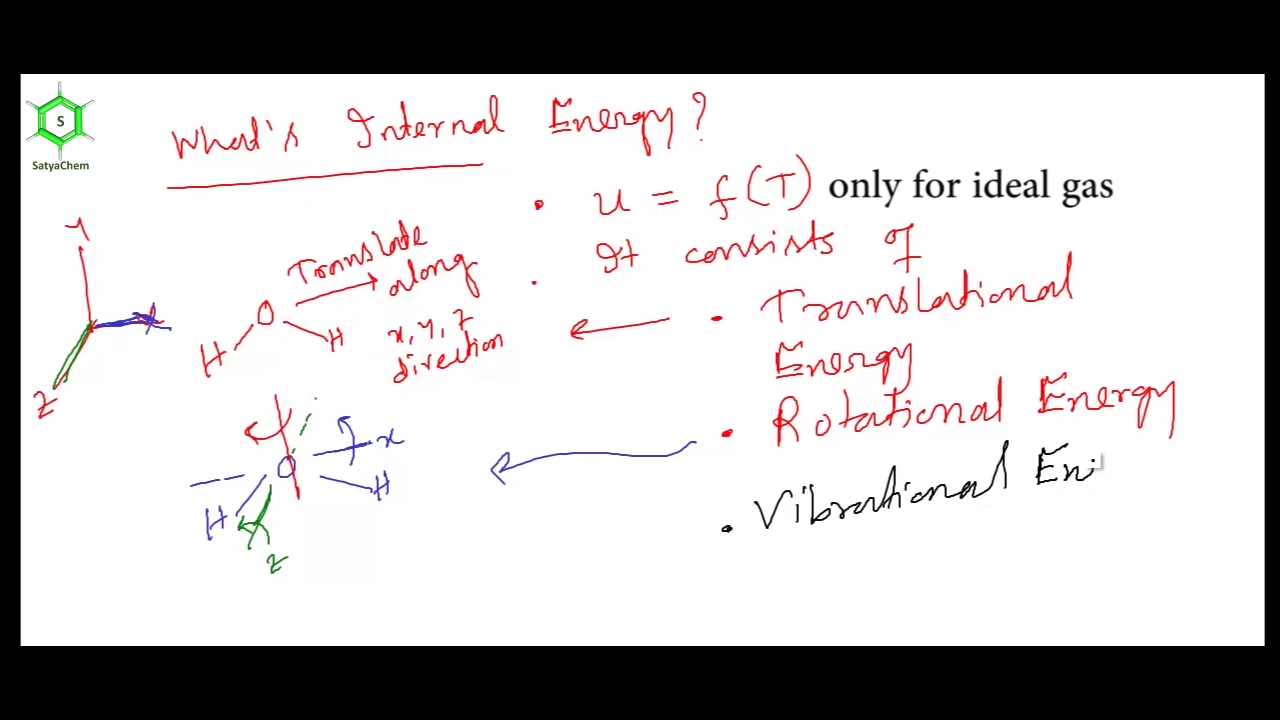 S
SatyaChem
What's Internal Energy?
• u = f(T) only for ideal gas
• It consists of
• Translational
Energy
• Rotational Energy
• Vibrational En
Y
Z
Translate
along
x, y, z
direction
O
H
H
x
O
H
H
z